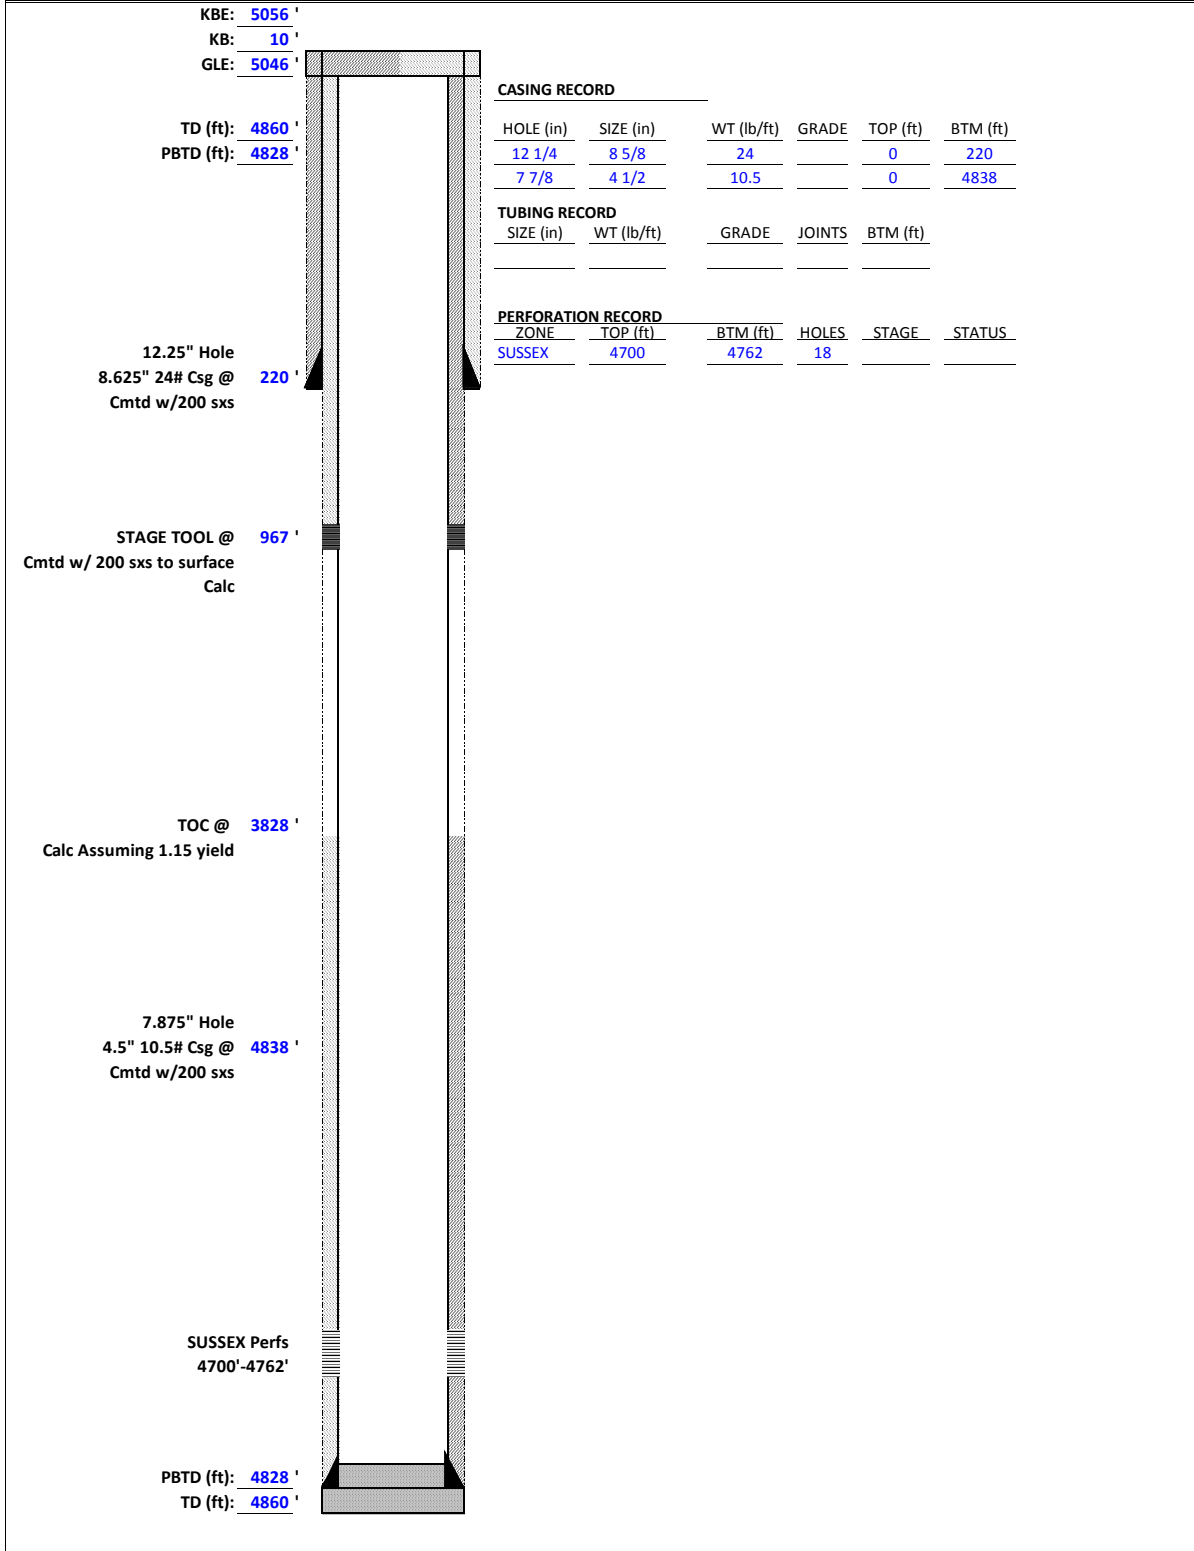 KBE: 5056 '
KB: 10 '
GLE: 5046 '
CASING RECORD
TD (ft): 4860 '
HOLE (in) SIZE (in) WT (lb/ft) GRADE TOP (ft) BTM (ft)
PBTD (ft): 4828 '
12 1/4 8 5/8 24 0 220
7 7/8 4 1/2 10.5 0 4838
TUBING RECORD
SIZE (in) WT (lb/ft) GRADE JOINTS BTM (ft)
PERFORATION RECORD
ZONE TOP (ft) BTM (ft) HOLES STAGE STATUS
SUSSEX 4700 4762 18
12.25" Hole
8.625" 24# Csg @ 220 '
Cmtd w/200 sxs
STAGE TOOL @ 967 '
Cmtd w/ 200 sxs to surface
Calc
TOC @ 3828 '
Calc Assuming 1.15 yield
7.875" Hole
4.5" 10.5# Csg @ 4838 '
Cmtd w/200 sxs
SUSSEX Perfs
4700'-4762'
PBTD (ft): 4828 '
TD (ft): 4860 '